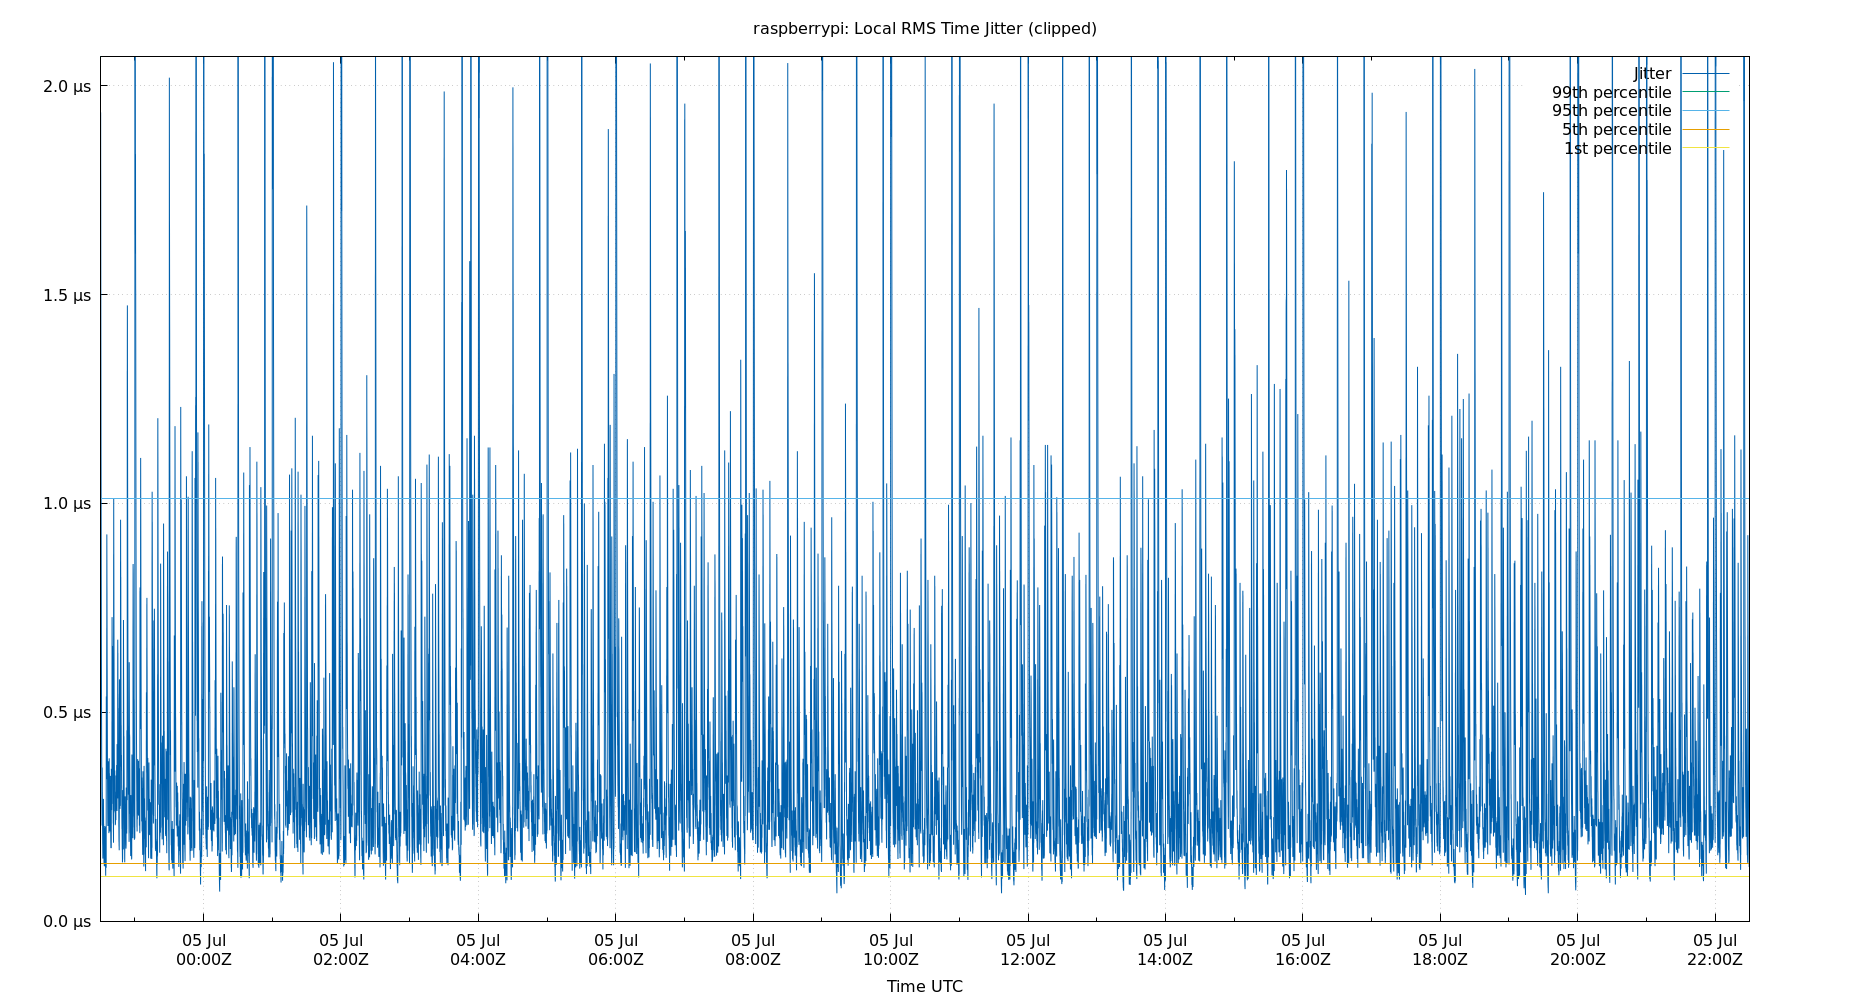 raspberrypi: Local RMS Time Jitter (clipped)
2.0 µs
1.5 µs
1.0 µs
0.5 µs
0.0 µs
Jitter
99th percentile
95th percentile
5th percentile
1st percentile
05 Jul 05 Jul 05 Jul 05 Jul 05 Jul 05 Jul 05 Jul 05 Jul 05 Jul 05 Jul 05 Jul 05 Jul
00:00Z 02:00Z 04:00Z 06:00Z 08:00Z 10:00Z 12:00Z 14:00Z 16:00Z 18:00Z 20:00Z 22:00Z
Time UTC